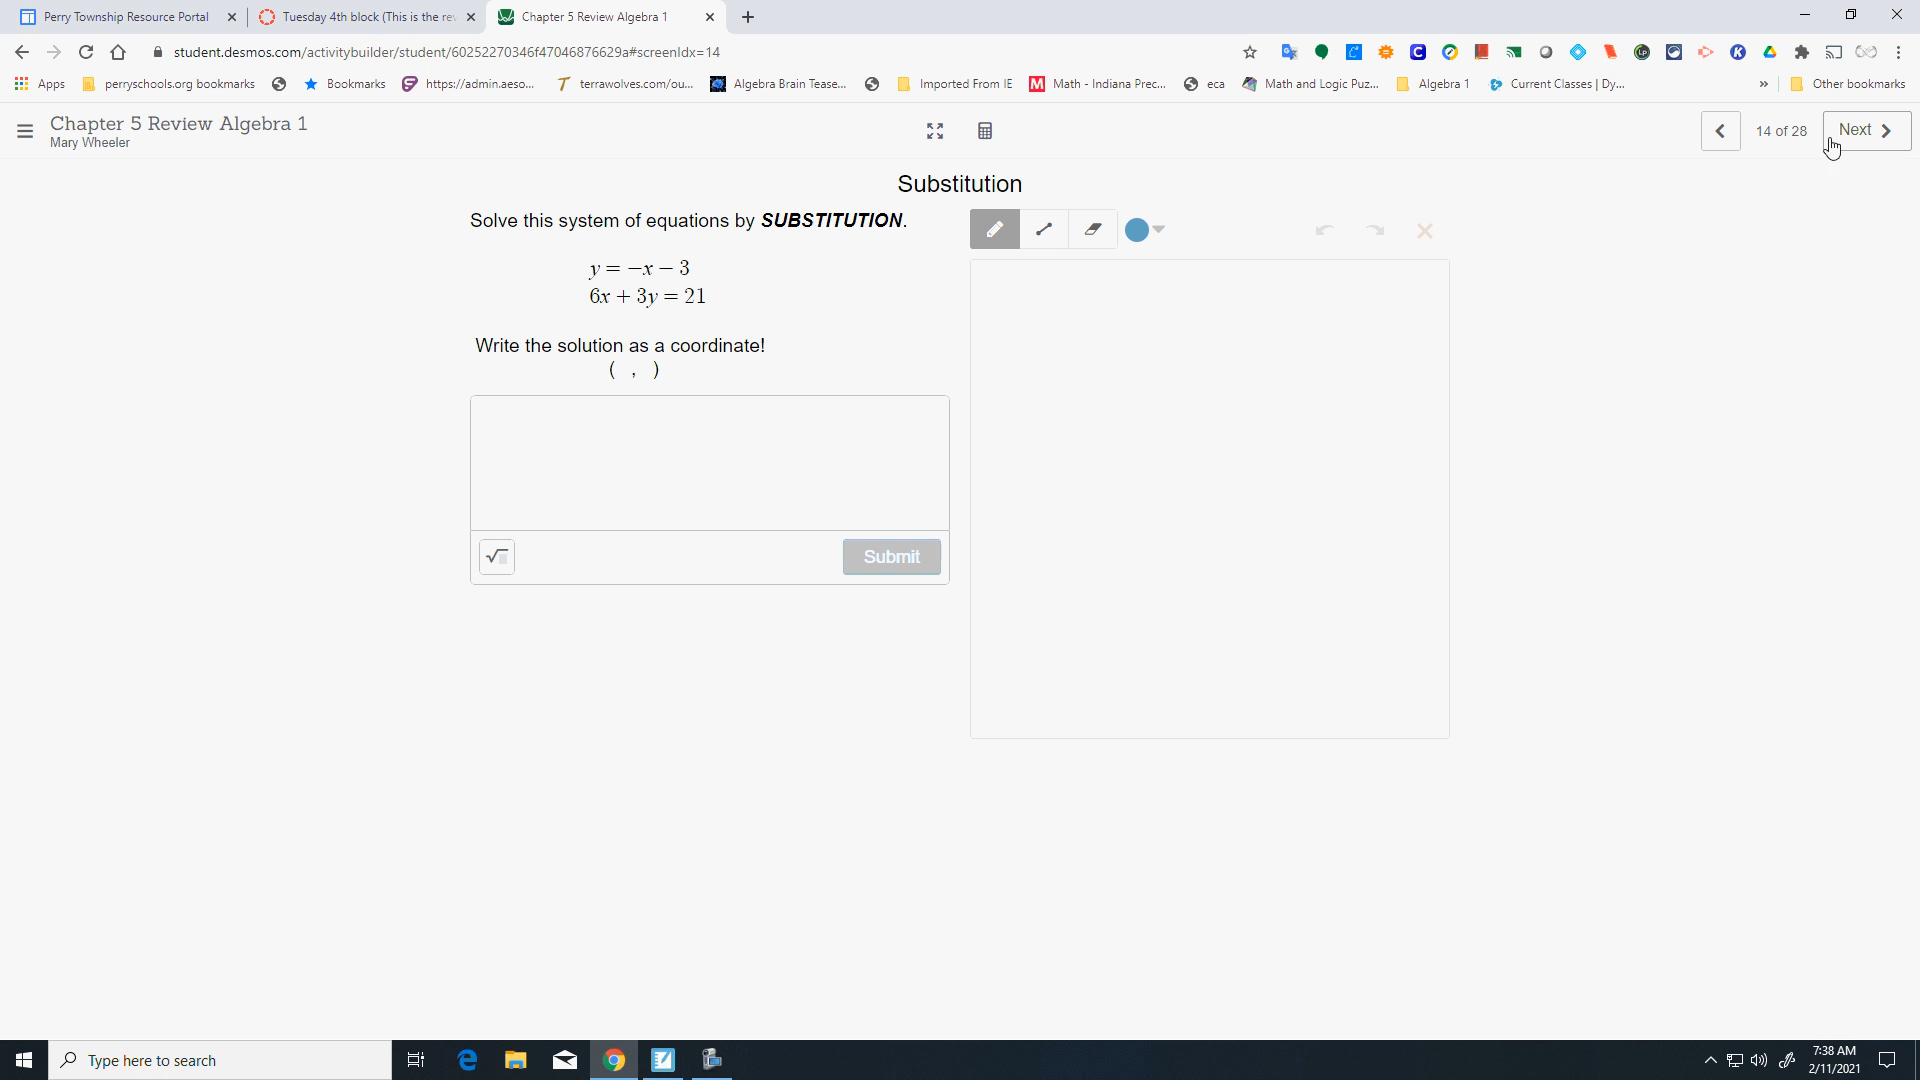 Perry Township Resource Portal
Tuesday 4th block (This is the re
Chapter 5 Review Algebra 1
student.desmos.com/activitybuilder/student/60252270346f47046876629a#screenIdx=14
Apps
perryschools.org bookmarks
Bookmarks
https://admin.aeso...
terrawolves.com/ou...
Algebra Brain Tease...
Imported From IE
Math - Indiana Prec...
eca
Math and Logic Puz...
Algebra 1
Current Classes | Dy...
»
Other bookmarks
Chapter 5 Review Algebra 1
Mary Wheeler
14 of 28
Next
Substitution
Solve this system of equations by SUBSTITUTION.
y = −x − 3
6x + 3y = 21
Write the solution as a coordinate!
( , )
Submit
Type here to search
7:38 AM
2/11/2021